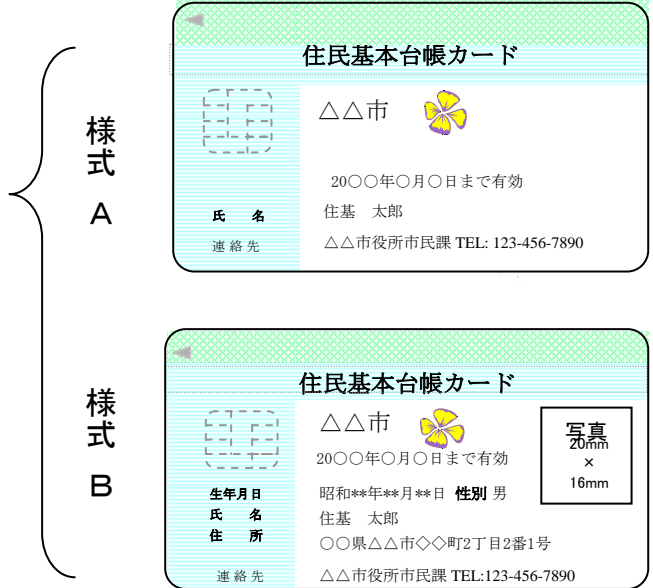 様式 A
住民基本台帳カード
△△市
20○○年○月○日まで有効
氏 名 住基 太郎
連絡先 △△市役所市民課 TEL: 123-456-7890
様式 B
住民基本台帳カード
△△市
20○○年○月○日まで有効
写真
20mm
×
16mm
生年月日 昭和**年**月**日 性別 男
氏 名 住基 太郎
住 所 ○○県△△市◇◇町2丁目2番1号
連絡先 △△市役所市民課 TEL:123-456-7890